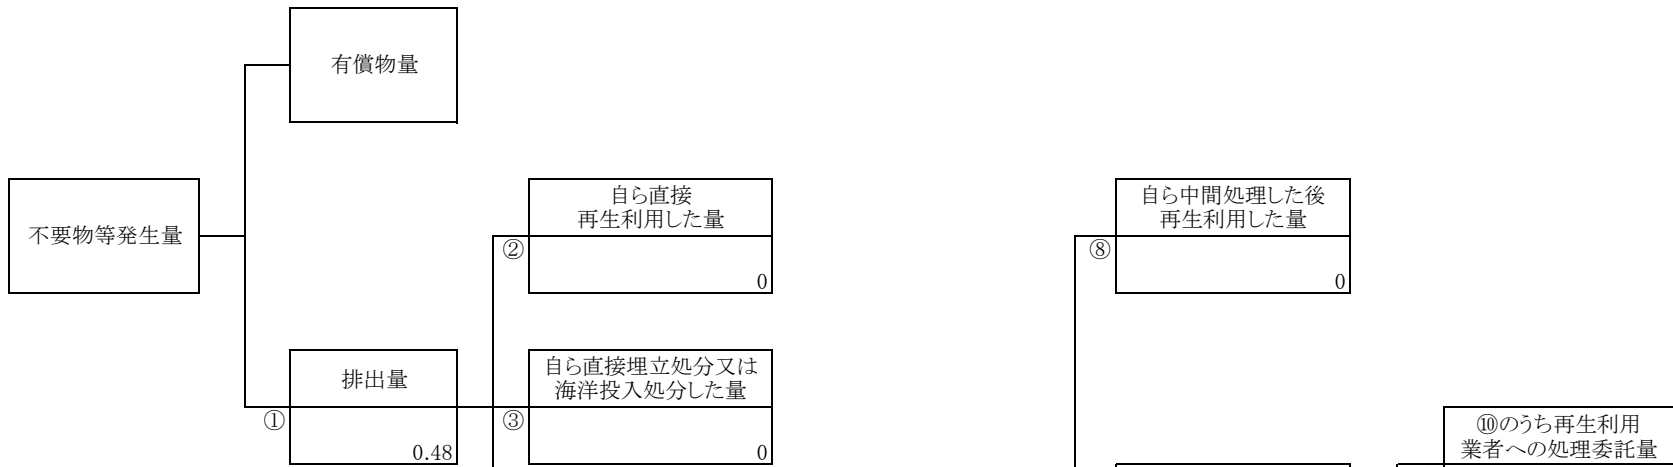 有償物量
不要物等発生量
自ら直接
再生利用した量
②
0
自ら中間処理した後
再生利用した量
⑧
0
排出量
①
0.48
自ら直接埋立処分又は
海洋投入処分した量
③
0
⑩のうち再生利用
業者への処理委託量